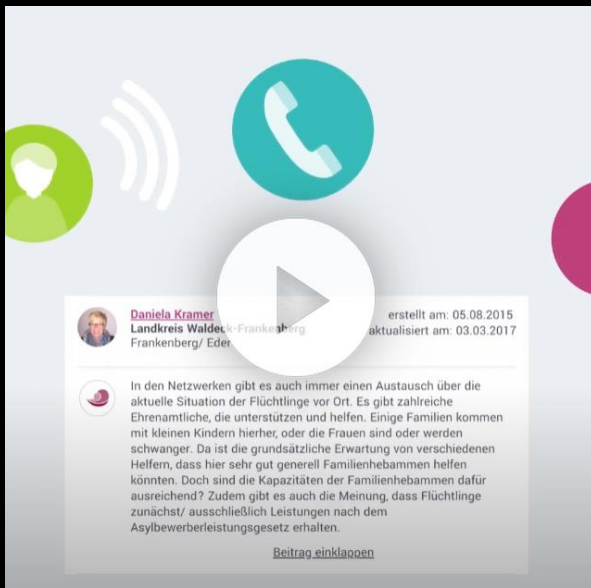 Daniela Kramer
erstellt am: 05.08.2015
Landkreis Waldeck-Frankenberg
aktualisiert am: 03.03.2017
Frankenberg/ Eder
In den Netzwerken gibt es auch immer einen Austausch über die
aktuelle Situation der Flüchtlinge vor Ort. Es gibt zahlreiche
Ehrenamtliche, die unterstützen und helfen. Einige Familien kommen
mit kleinen Kindern hierher, oder die Frauen sind oder werden
schwanger. Da ist die grundsätzliche Erwartung von verschiedenen
Helfern, dass hier sehr gut generell Familienhebammen helfen
könnten. Doch sind die Kapazitäten der Familienhebammen dafür
ausreichend? Zudem gibt es auch die Meinung, dass Flüchtlinge
zunächst/ ausschließlich Leistungen nach dem
Asylbewerberleistungsgesetz erhalten.
Beitrag einklappen